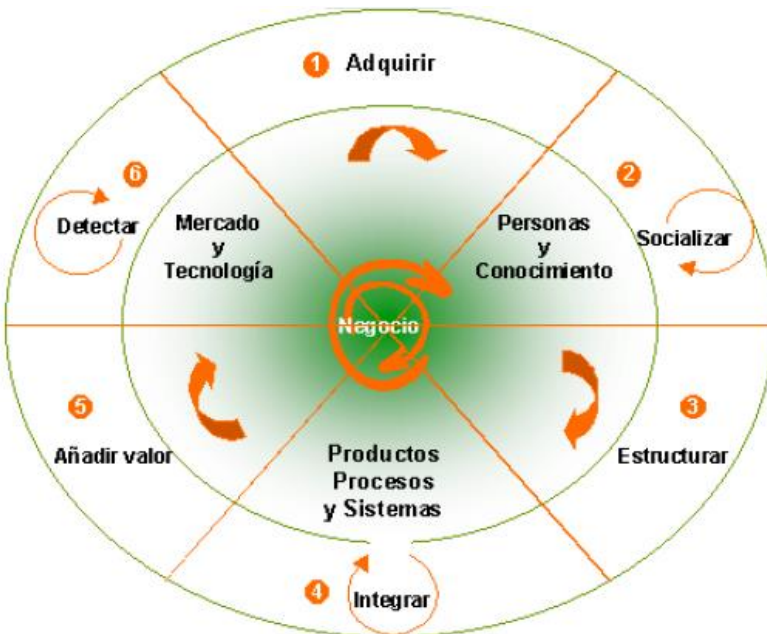 1 Adquirir
2
Socializar
3
Estructurar
4 Integrar
5
Añadir valor
6
Detectar
Mercado
y
Tecnología
Personas
y
Conocimiento
Negocio
Productos
Procesos
y Sistemas